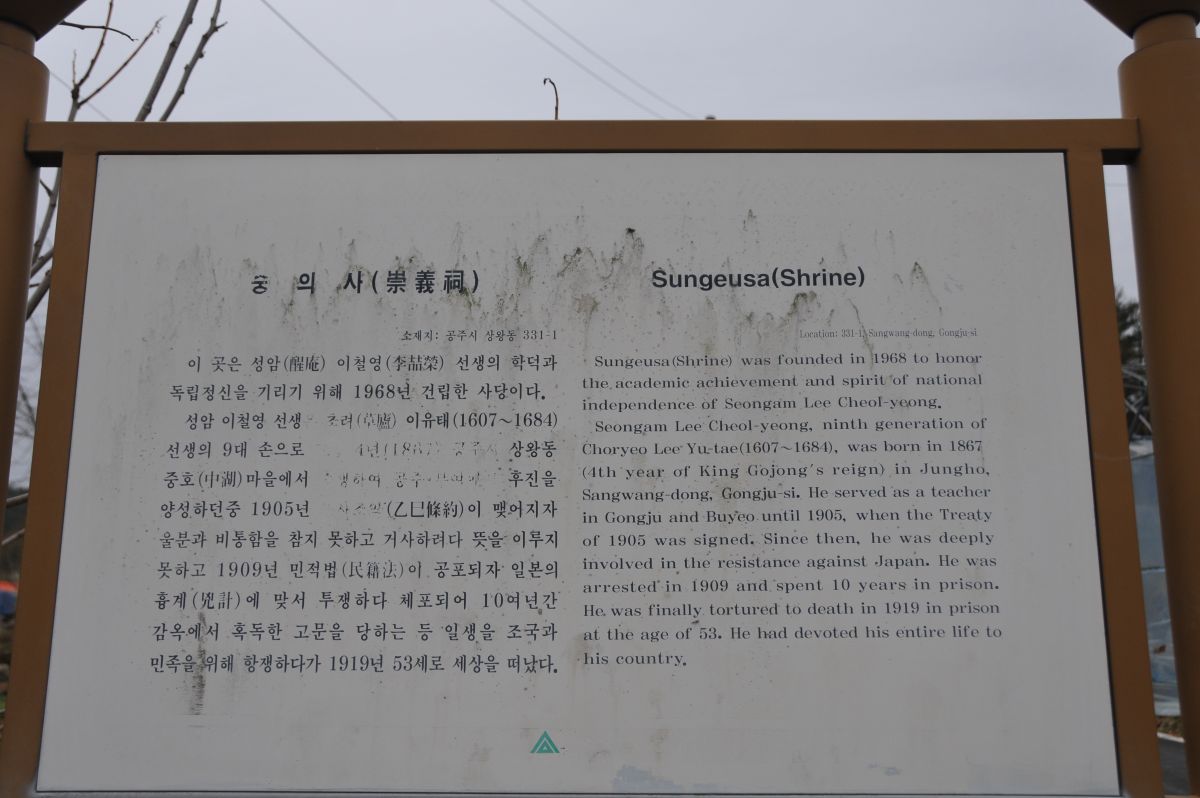 숭 의 사(崇義祠)
소재지: 공주시 상왕동 331-1
이 곳은 성암(醒庵) 이철영(李喆榮) 선생의 학덕과
독립정신을 기리기 위해 1968년 건립한 사당이다.
성암 이철영 선생 초려(草廬) 이유태(1607~1684)
선생의 9대 손으로 4년(1867) 공주시 상왕동
중호(中湖)마을에서 후진을
양성하던중 1905년 (乙巳條約)이 맺어지자
울분과 비통함을 참지 못하고 거사하려다 뜻을 이루지
못하고 1909년 민적법(民籍法)이 공포되자 일본의
흉계(兇計)에 맞서 투쟁하다 체포되어 10여년간
감옥에서 혹독한 고문을 당하는 등 일생을 조국과
민족을 위해 항쟁하다가 1919년 53세로 세상을 떠났다.
Sungeusa(Shrine)
Location: 331-1, Sangwang-dong, Gongju-si
Sungeusa(Shrine) was founded in 1968 to honor
the academic achievement and spirit of national
independence of Seongam Lee Cheol-yeong.
Seongam Lee Cheol-yeong, ninth generation of
Choryeo Lee Yu-tae(1607~1684), was born in 1867
(4th year of King Gojong's reign) in Jungho,
Sangwang-dong, Gongju-si. He served as a teacher
in Gongju and Buyeo until 1905, when the Treaty
of 1905 was signed. Since then, he was deeply
involved in the resistance against Japan. He was
arrested in 1909 and spent 10 years in prison.
He was finally tortured to death in 1919 in prison
at the age of 53. He had devoted his entire life to
his country.